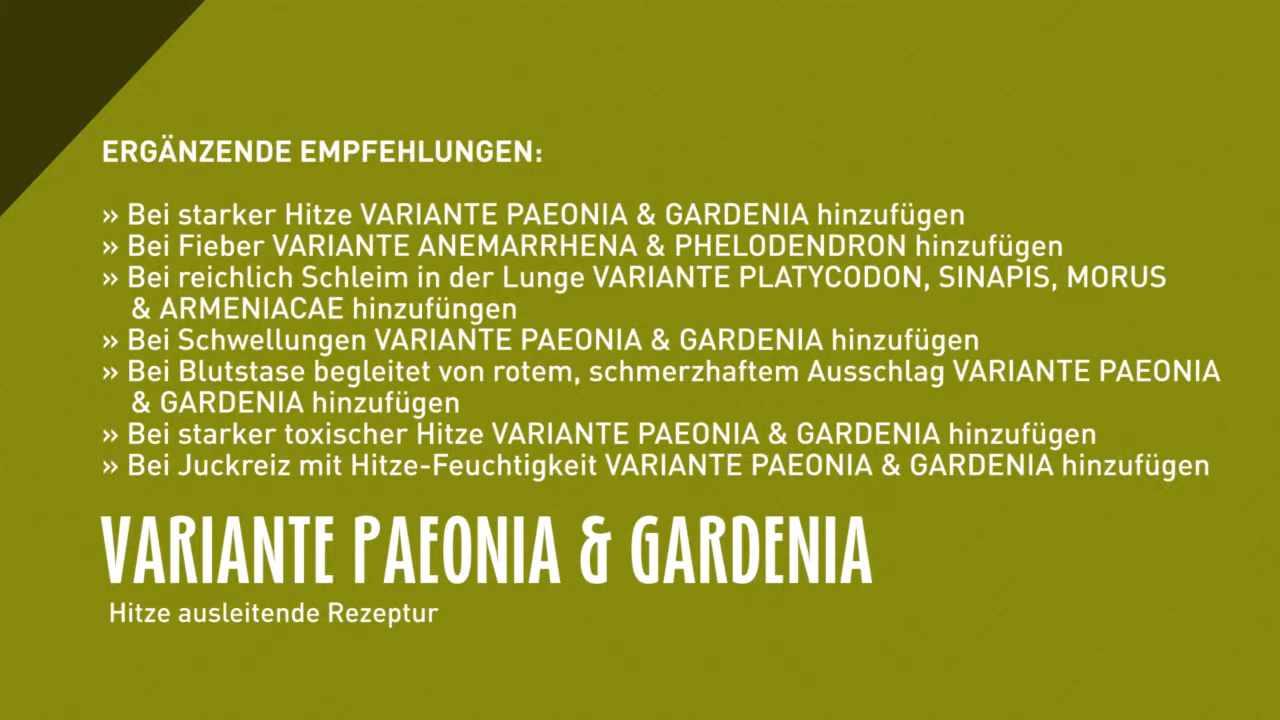 ERGÄNZENDE EMPFEHLUNGEN:
» Bei starker Hitze VARIANTE PAEONIA & GARDENIA hinzufügen
» Bei Fieber VARIANTE ANEMARRHENA & PHELODENDRON hinzufügen
» Bei reichlich Schleim in der Lunge VARIANTE PLATYCODON, SINAPIS, MORUS
& ARMENIACAE hinzufüngen
» Bei Schwellungen VARIANTE PAEONIA & GARDENIA hinzufügen
» Bei Blutstase begleitet von rotem, schmerzhaftem Ausschlag VARIANTE PAEONIA
& GARDENIA hinzufügen
» Bei starker toxischer Hitze VARIANTE PAEONIA & GARDENIA hinzufügen
» Bei Juckreiz mit Hitze-Feuchtigkeit VARIANTE PAEONIA & GARDENIA hinzufügen
VARIANTE PAEONIA & GARDENIA
Hitze ausleitende Rezeptur